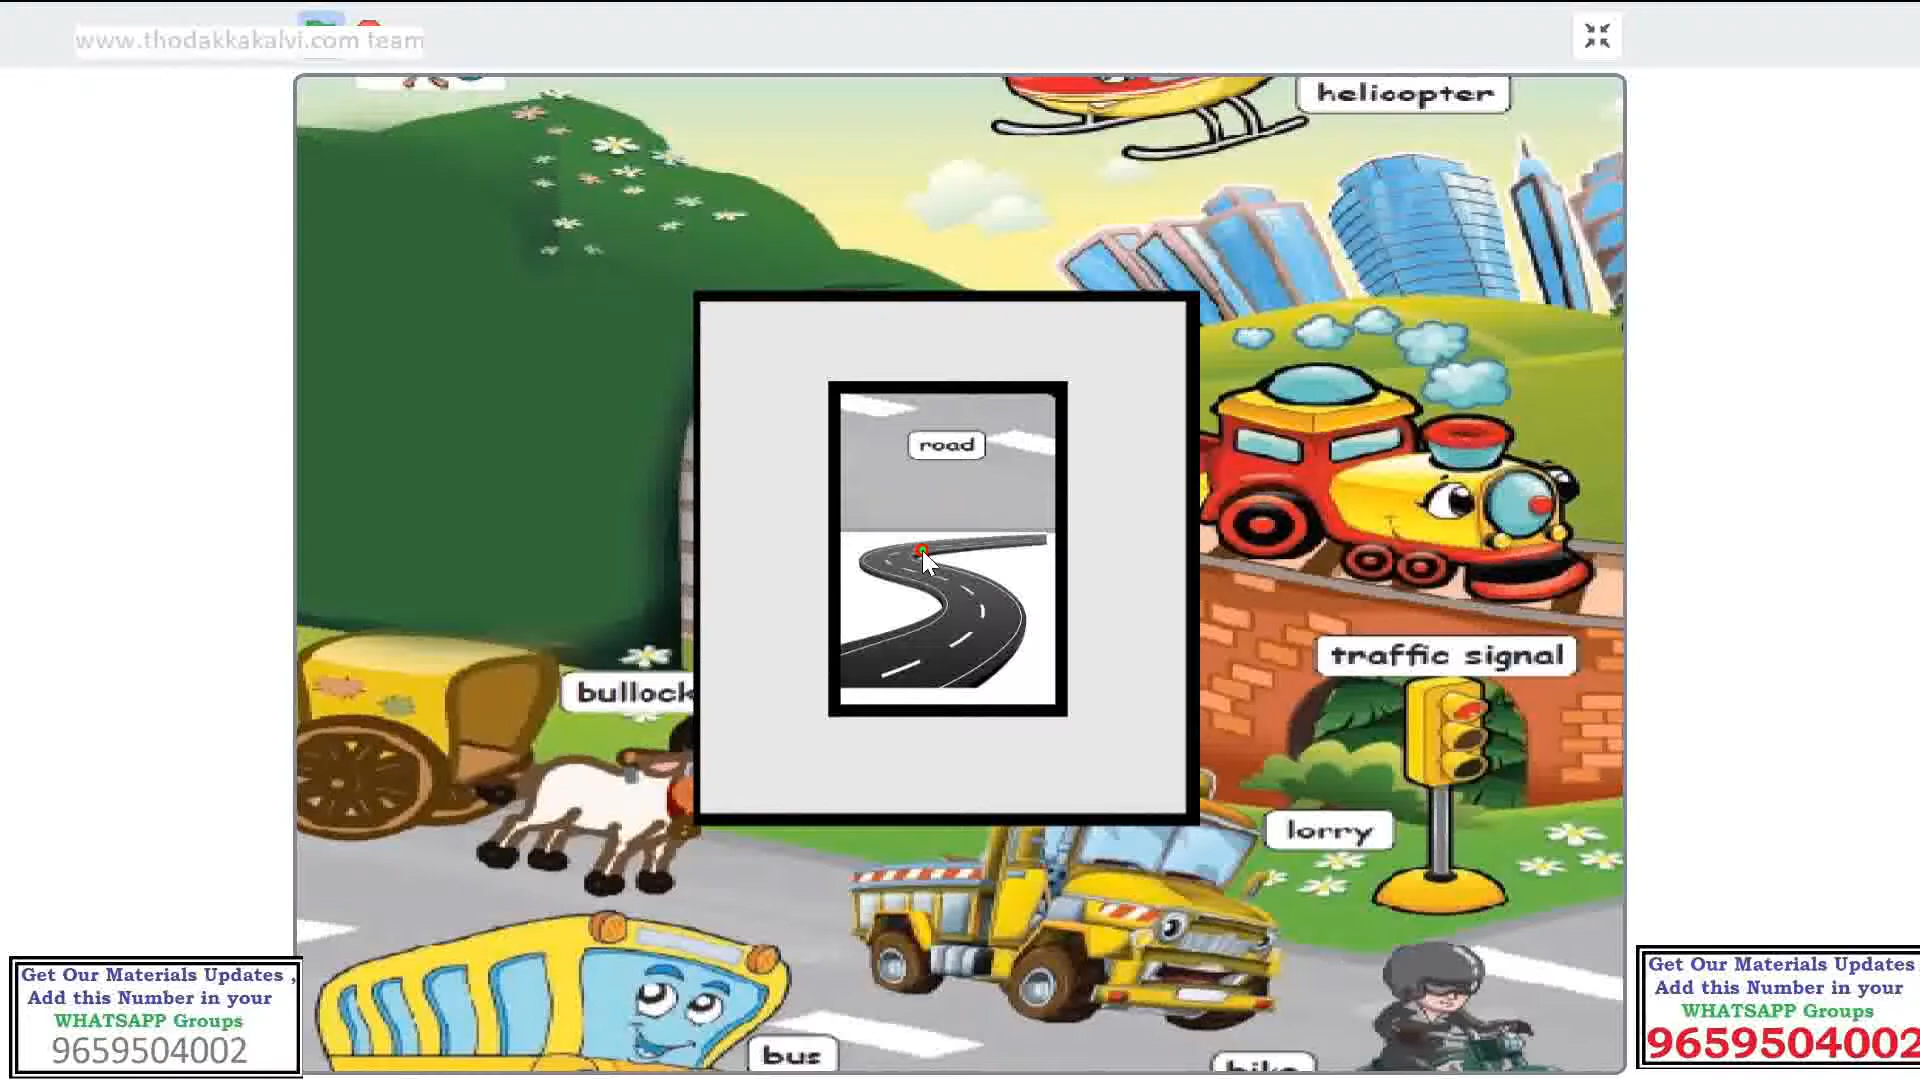 www.thodakkakalvi.com team
helicopter
road
traffic signal
bullock
lorry
bus
bike
Get Our Materials Updates ,
Add this Number in your
WHATSAPP Groups
9659504002
Get Our Materials Updates
Add this Number in your
WHATSAPP Groups
9659504002